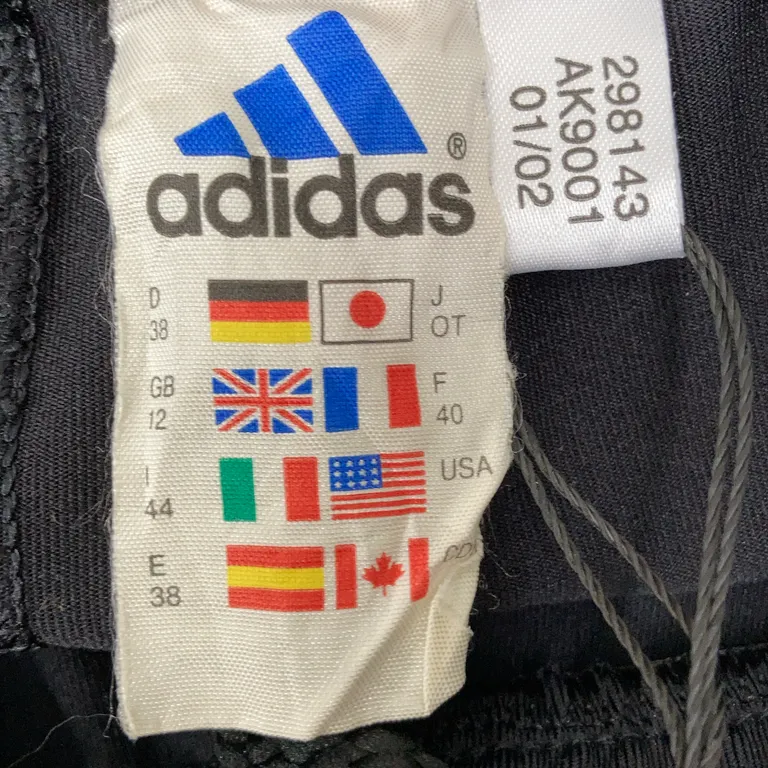 adidas
®
D
38
J
OT
GB
12
F
40
I
44
USA
E
38
298143
AK9001
01/02